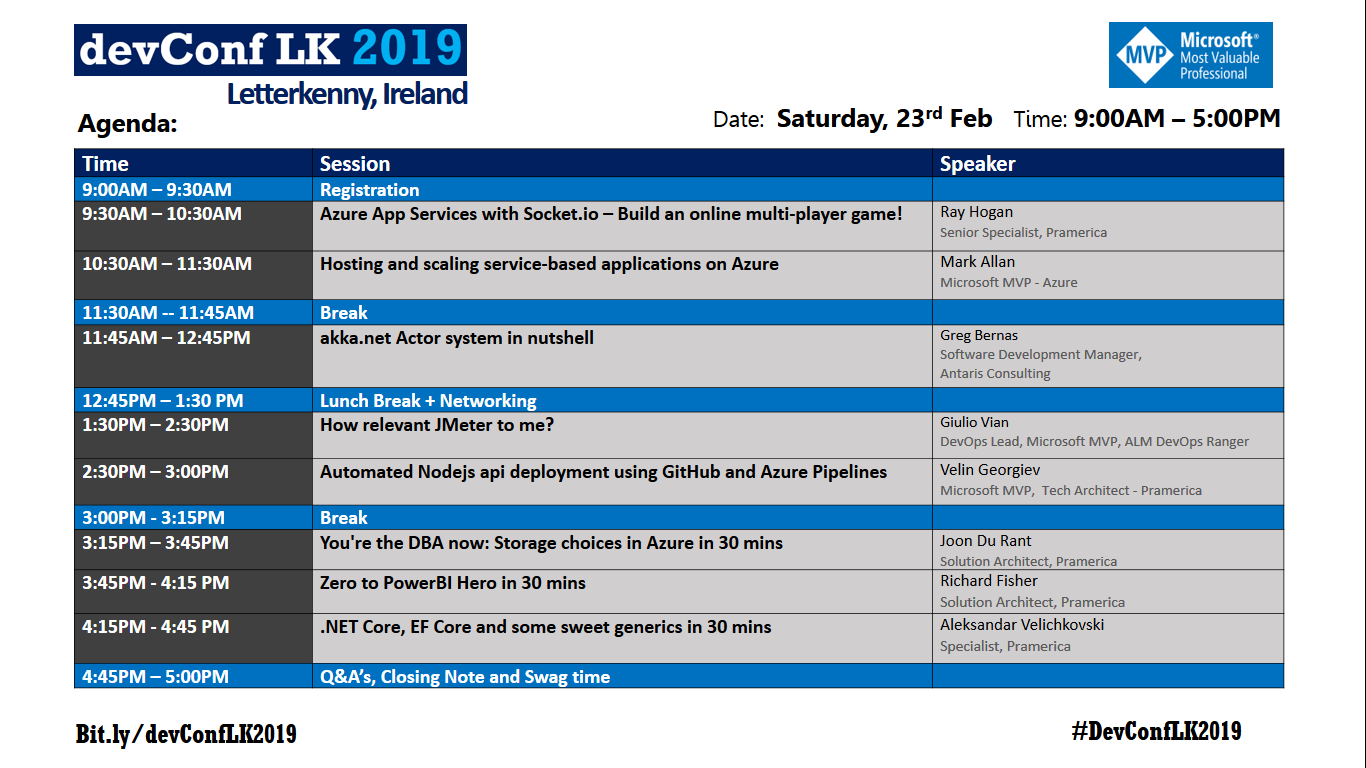 devConf LK 2019
Letterkenny, Ireland
MVP
Microsoft®
Most Valuable
Professional
Agenda:
Date: Saturday, 23rd Feb Time: 9:00AM – 5:00PM
Time Session Speaker
9:00AM – 9:30AM Registration
9:30AM – 10:30AM Azure App Services with Socket.io – Build an online multi-player game! Ray Hogan
Senior Specialist, Pramerica
10:30AM – 11:30AM Hosting and scaling service-based applications on Azure Mark Allan
Microsoft MVP - Azure
11:30AM -- 11:45AM Break
11:45AM – 12:45PM akka.net Actor system in nutshell Greg Bernas
Software Development Manager,
Antaris Consulting
12:45PM – 1:30 PM Lunch Break + Networking
1:30PM – 2:30PM How relevant JMeter to me? Giulio Vian
DevOps Lead, Microsoft MVP, ALM DevOps Ranger
2:30PM – 3:00PM Automated Nodejs api deployment using GitHub and Azure Pipelines Velin Georgiev
Microsoft MVP, Tech Architect - Pramerica
3:00PM - 3:15PM Break
3:15PM – 3:45PM You're the DBA now: Storage choices in Azure in 30 mins Joon Du Rant
Solution Architect, Pramerica
3:45PM - 4:15 PM Zero to PowerBI Hero in 30 mins Richard Fisher
Solution Architect, Pramerica
4:15PM - 4:45 PM .NET Core, EF Core and some sweet generics in 30 mins Aleksandar Velichkovski
Specialist, Pramerica
4:45PM – 5:00PM Q&A’s, Closing Note and Swag time
Bit.ly/devConfLK2019
#DevConfLK2019